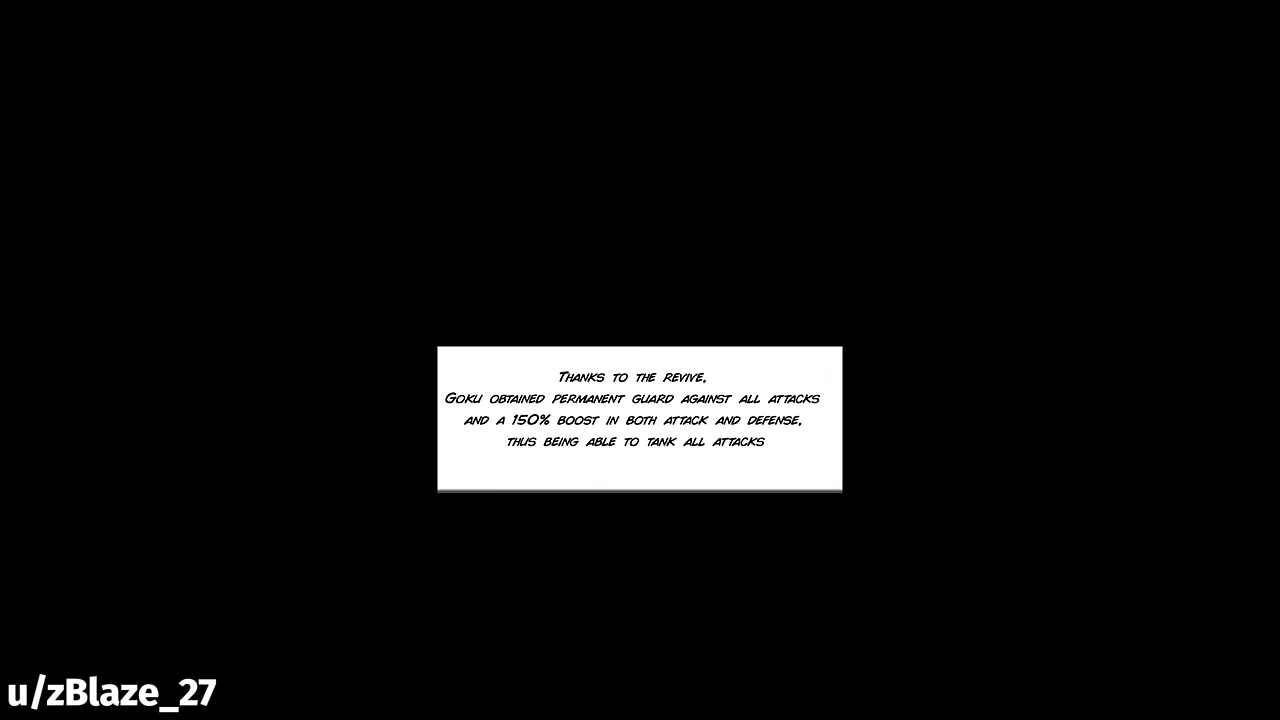 Thanks to the revive,
Goku obtained permanent guard against all attacks
and a 150% boost in both attack and defense,
thus being able to tank all attacks
u/zBlaze_27